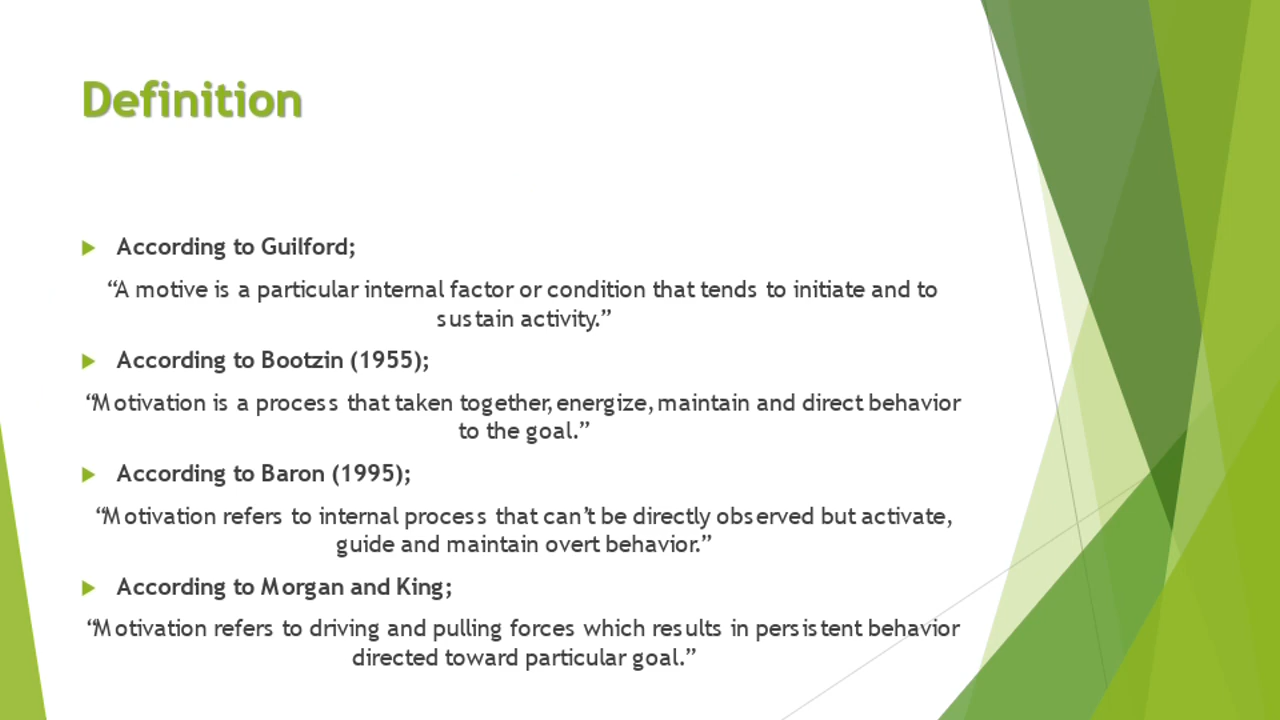 Definition
According to Guilford;
“A motive is a particular internal factor or condition that tends to initiate and to
sustain activity.”
According to Bootzin (1955);
“Motivation is a process that taken together, energize, maintain and direct behavior
to the goal.”
According to Baron (1995);
“Motivation refers to internal process that can’t be directly observed but activate,
guide and maintain overt behavior.”
According to Morgan and King;
“Motivation refers to driving and pulling forces which results in persistent behavior
directed toward particular goal.”